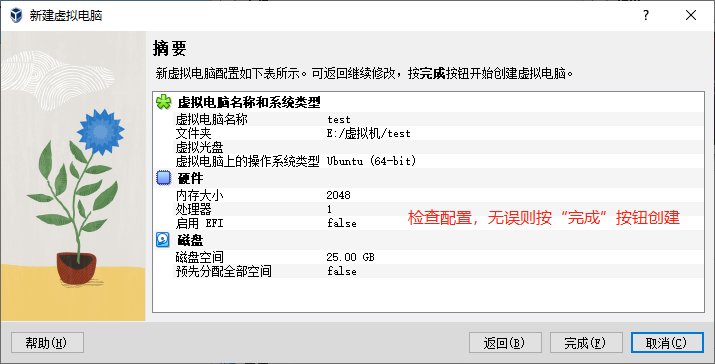 新建虚拟电脑
摘要
新虚拟电脑配置如下表所示。可返回继续修改，按完成按钮开始创建虚拟电脑。
虚拟电脑名称和系统类型
虚拟电脑名称 test
文件夹 E:/虚拟机/test
虚拟光盘
虚拟电脑上的操作系统类型 Ubuntu (64-bit)
硬件
内存大小 2048
处理器 1
启用 EFI false
检查配置，无误则按“完成”按钮创建
磁盘
磁盘空间 25.00 GB
预先分配全部空间 false
帮助(H) 返回(B) 完成(F) 取消(C)